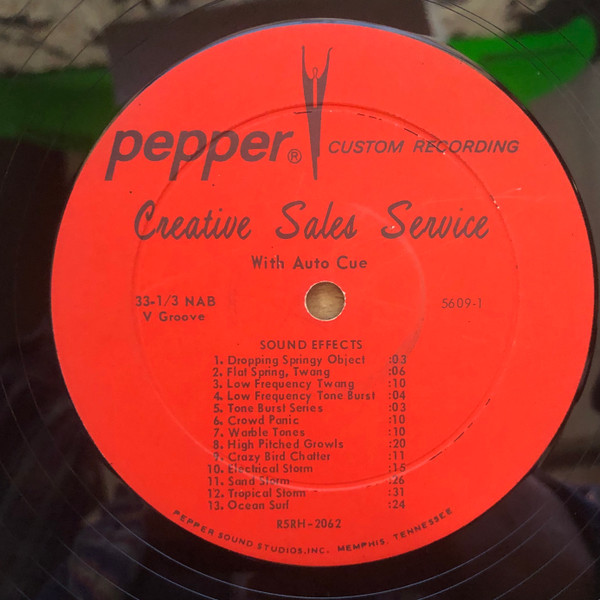 pepper® CUSTOM RECORDING
Creative Sales Service
With Auto Cue
33-1/3 NAB 5609-1
V Groove
SOUND EFFECTS
1. Dropping Springy Object :03
2. Flat Spring, Twang :06
3. Low Frequency Twang :10
4. Low Frequency Tone Burst :04
5. Tone Burst Series :03
6. Crowd Panic :10
7. Warble Tones :10
8. High Pitched Growls :20
9. Crazy Bird Chatter :11
10. Electrical Storm :15
11. Sand Storm :26
12. Tropical Storm :31
13. Ocean Surf :24
R5RH-2062
PEPPER SOUND STUDIOS, INC. MEMPHIS, TENNESSEE